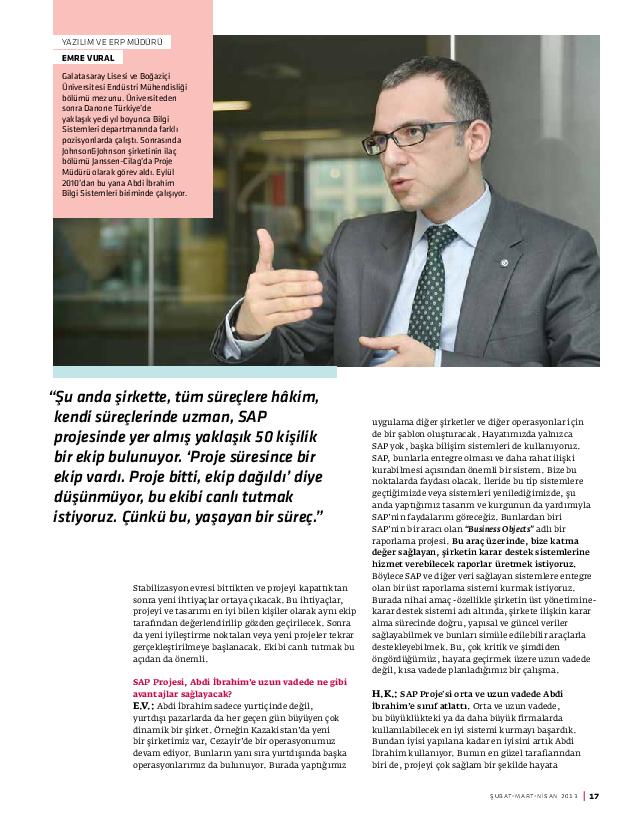 YAZILIM VE ERP MÜDÜRÜ
EMRE VURAL
Galatasaray Lisesi ve Boğaziçi
Üniversitesi Endüstri Mühendisliği
bölümü mezunu. Üniversiteden
sonra Danone Türkiye'de
yaklaşık yedi yıl boyunca Bilgi
Sistemleri departmanında farklı
pozisyonlarda çalıştı. Sonrasında
Johnson&Johnson şirketinin ilaç
bölümü Janssen-Cilag'da Proje
Müdürü olarak görev aldı. Eylül
2010'dan bu yana Abdi İbrahim
Bilgi Sistemleri biriminde çalışıyor.
“Şu anda şirkette, tüm süreçlere hâkim,
kendi süreçlerinde uzman, SAP
projesinde yer almış yaklaşık 50 kişilik
bir ekip bulunuyor. ‘Proje süresince bir
ekip vardı. Proje bitti, ekip dağıldı’ diye
düşünmüyor, bu ekibi canlı tutmak
istiyoruz. Çünkü bu, yaşayan bir süreç.”
Stabilizasyon evresi bittikten ve projeyi kapattıktan
sonra yeni ihtiyaçlar ortaya çıkacak. Bu ihtiyaçlar,
projeyi ve tasarımı en iyi bilen kişiler olarak aynı ekip
tarafından değerlendirilip gözden geçirilecek. Sonra
da yeni iyileştirme noktaları veya yeni projeler tekrar
gerçekleştirilmeye başlanacak. Ekibi canlı tutmak bu
açıdan da önemli.
SAP Projesi, Abdi İbrahim'e uzun vadede ne gibi
avantajlar sağlayacak?
E.V.: Abdi İbrahim sadece yurtiçinde değil,
yurtdışı pazarlarda da her geçen gün büyüyen çok
dinamik bir şirket. Örneğin Kazakistan'da yeni
bir şirketimiz var, Cezayir'de bir operasyonumuz
devam ediyor. Bunların yanı sıra yurtdışında başka
operasyonlarımız da bulunuyor. Burada yaptığımız
uygulama diğer şirketler ve diğer operasyonlar için
de bir şablon oluşturacak. Hayatımızda yalnızca
SAP yok, başka bilişim sistemleri de kullanıyoruz.
SAP, bunlarla entegre olması ve daha rahat ilişki
kurabilmesi açısından önemli bir sistem. Bize bu
noktalarda faydası olacak. İleride bu tip sistemlere
geçtiğimizde veya sistemleri yenilediğimizde, şu
anda yaptığımız tasarım ve kurgunun da yardımıyla
SAP'nin faydalarını göreceğiz. Bunlardan biri
SAP'nin bir aracı olan “Business Objects” adlı bir
raporlama projesi. Bu araç üzerinde, bize katma
değer sağlayan, şirketin karar destek sistemlerine
hizmet verebilecek raporlar üretmek istiyoruz.
Böylece SAP ve diğer veri sağlayan sistemlere entegre
olan bir üst raporlama sistemi kurmak istiyoruz.
Burada nihai amaç -özellikle şirketin üst yönetimine-
karar destek sistemi adı altında, şirkete ilişkin karar
alma sürecinde doğru, yapısal ve güncel veriler
sağlayabilmek ve bunları simüle edilebilir araçlarla
destekleyebilmek. Bu, çok kritik ve şimdiden
öngördüğümüz, hayata geçirmek üzere uzun vadede
değil, kısa vadede planladığımız bir çalışma.
H.K.: SAP Proje'si orta ve uzun vadede Abdi
İbrahim'e sınıf atlattı. Orta ve uzun vadede,
bu büyüklükteki ya da daha büyük firmalarda
kullanılabilecek en iyi sistemi kurmayı başardık.
Bundan iyisi yapılana kadar en iyisini artık Abdi
İbrahim kullanıyor. Bunun en güzel taraflarından
biri de, projeyi çok sağlam bir şekilde hayata
ŞUBAT-MART-NİSAN 2013 | 17